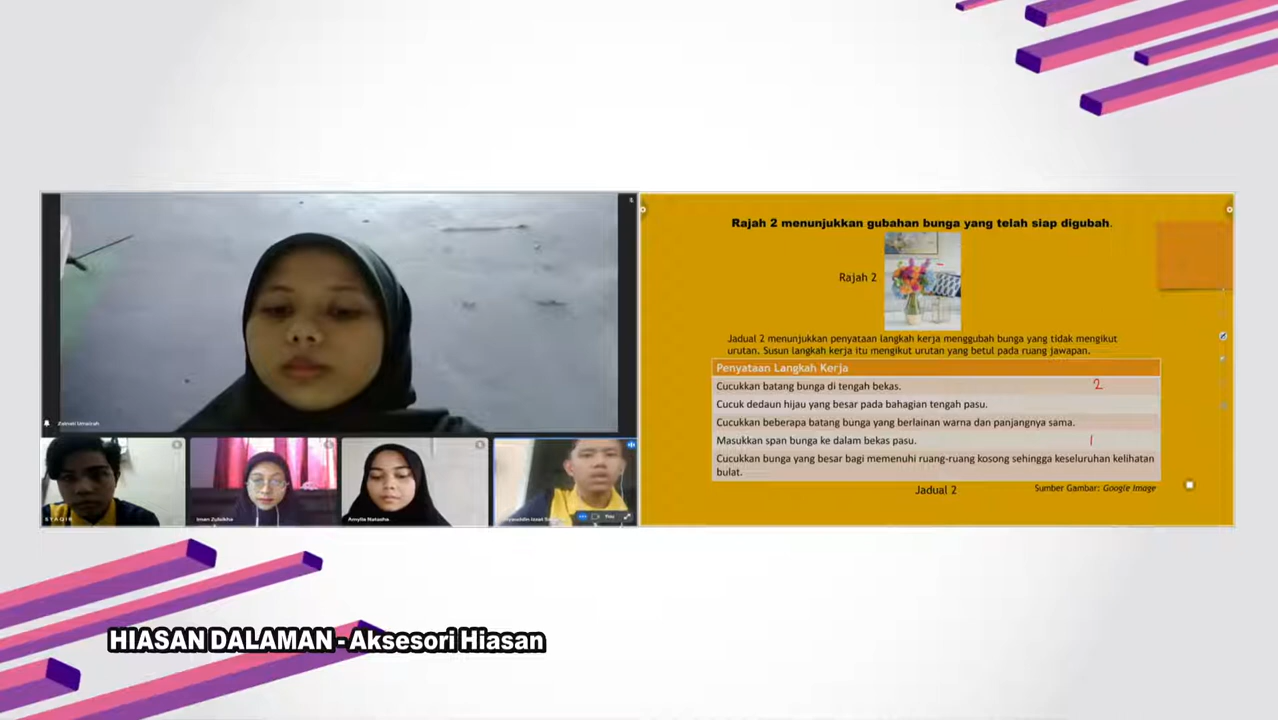 Rajah 2 menunjukkan gubahan bunga yang telah siap digubah.
Rajah 2
Jadual 2 menunjukkan penyataan langkah kerja menggubah bunga yang tidak mengikut
urutan. Susun langkah kerja itu mengikut urutan yang betul pada ruang jawapan.
Penyataan Langkah Kerja
Cucukkan batang bunga di tengah bekas. 2
Cucuk dedaun hijau yang besar pada bahagian tengah pasu.
Cucukkan beberapa batang bunga yang berlainan warna dan panjangnya sama.
Masukkan span bunga ke dalam bekas pasu. 1
Cucukkan bunga yang besar bagi memenuhi ruang-ruang kosong sehingga keseluruhan kelihatan
bulat.
Jadual 2
Sumber Gambar: Google Image
HIASAN DALAMAN - Aksesori Hiasan